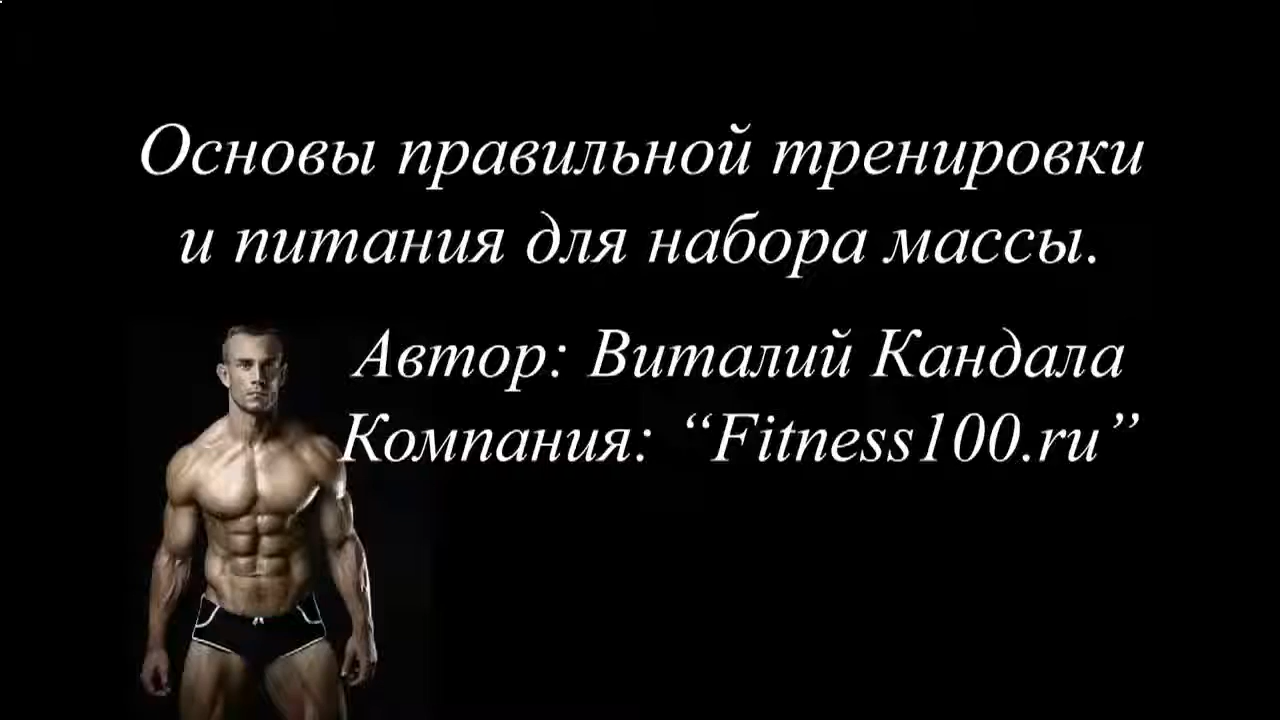 Основы правильной тренировки
и питания для набора массы.
Автор: Виталий Кандала
Компания: “Fitness100.ru”